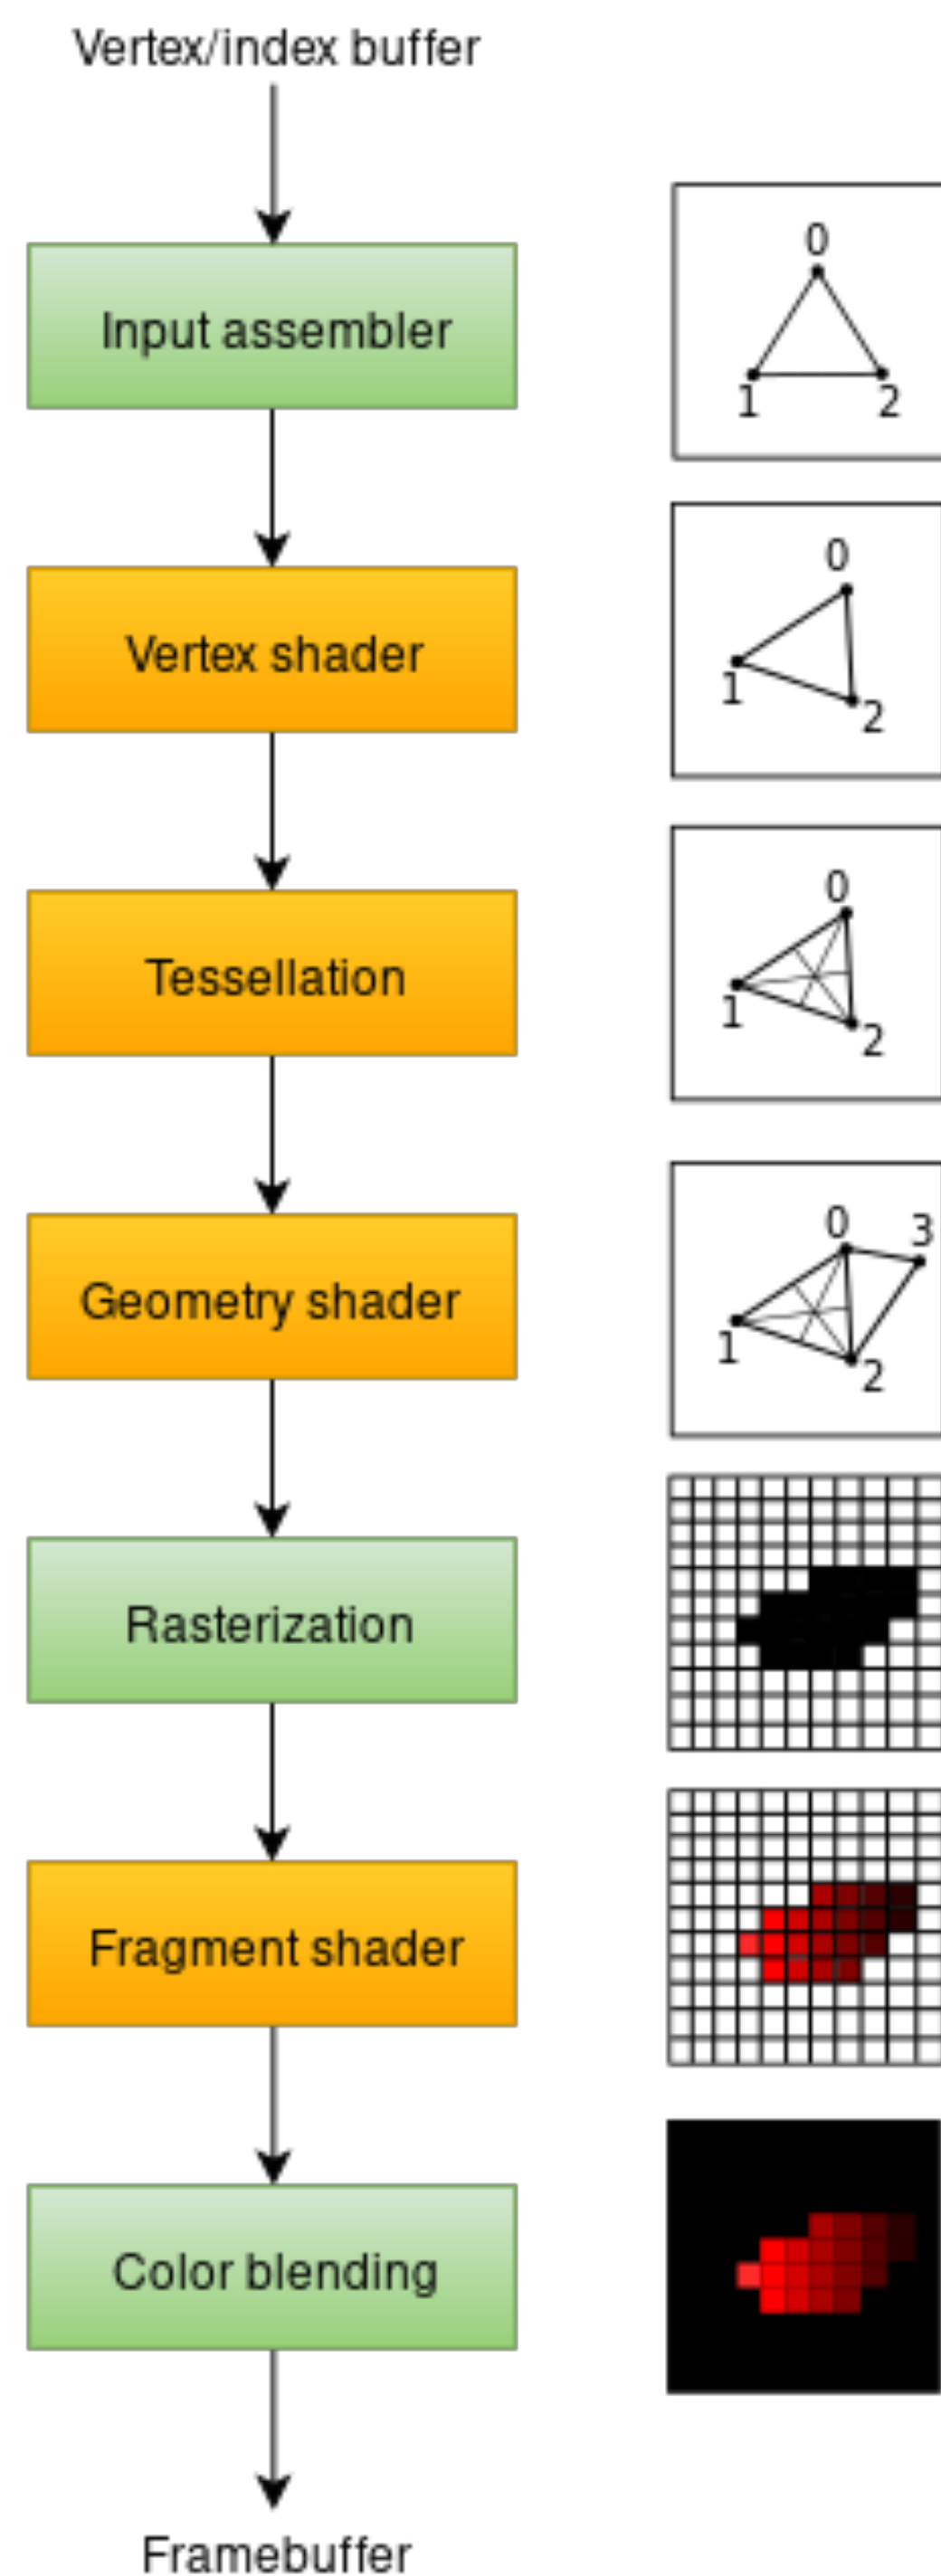 Vertex/index buffer
Input assembler
0
1
2
Vertex shader
0
1
2
Tessellation
0
1
2
Geometry shader
0
3
1
2
Rasterization
Fragment shader
Color blending
Framebuffer